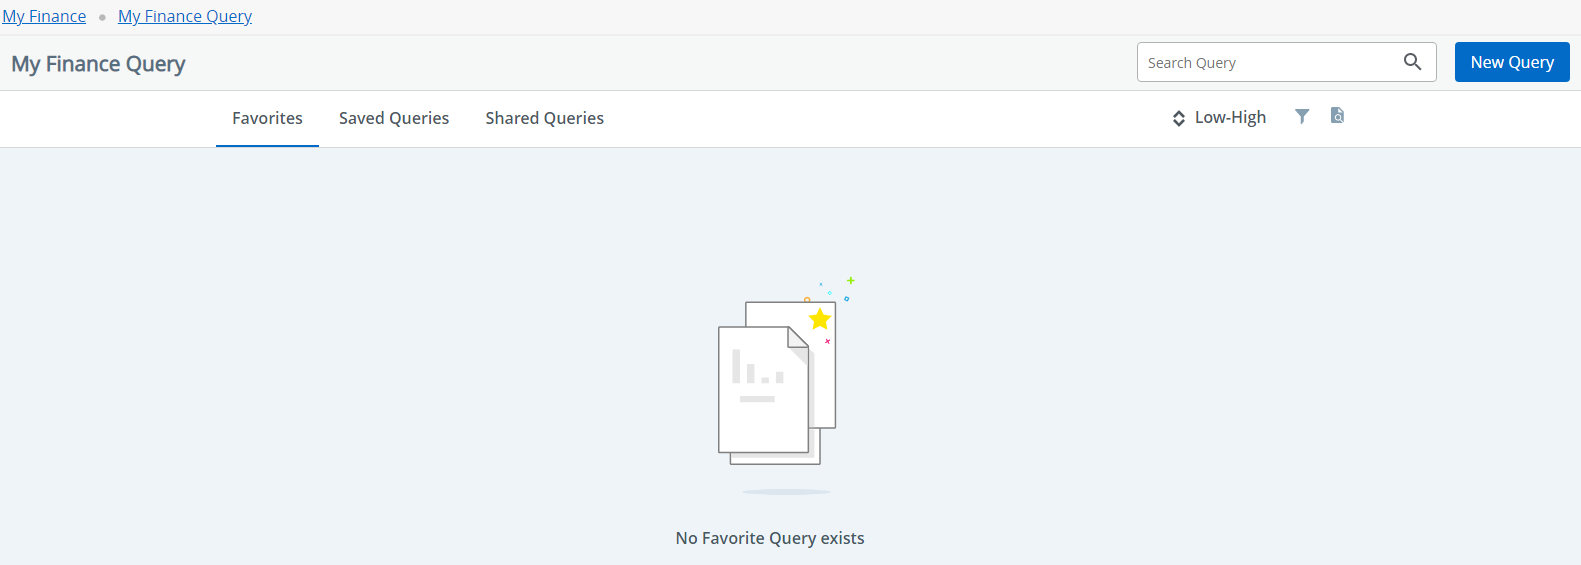 My Finance My Finance Query
My Finance Query
Search Query
New Query
Favorites Saved Queries Shared Queries
Low-High
No Favorite Query exists